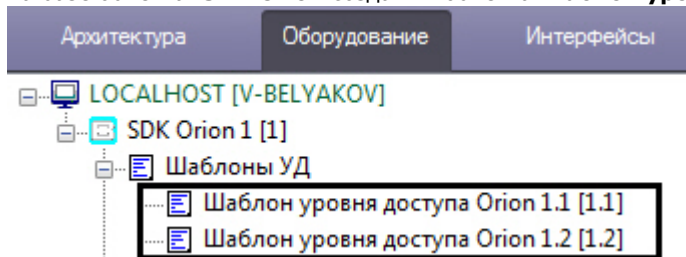 Архитектура Оборудование Интерфейсы
LOCALHOST [V-BELYAKOV]
SDK Orion 1 [1]
Шаблоны УД
Шаблон уровня доступа Orion 1.1 [1.1]
Шаблон уровня доступа Orion 1.2 [1.2]